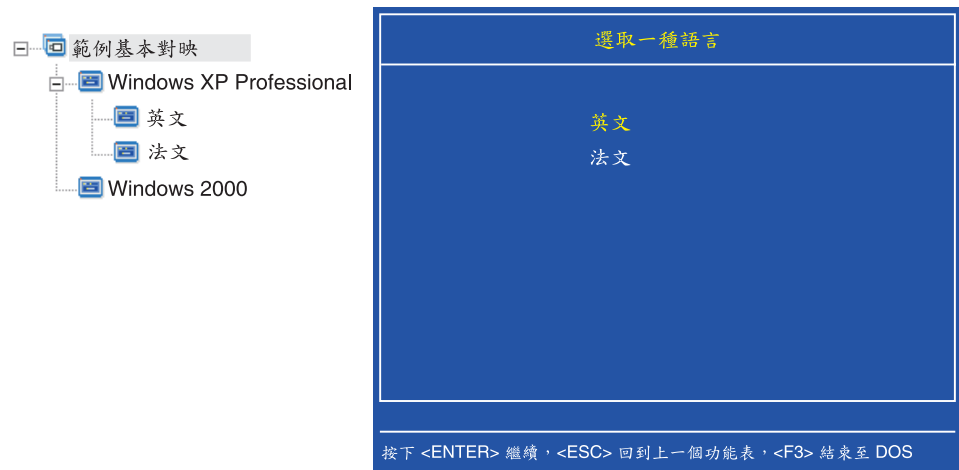 範例基本對映
Windows XP Professional
英文
法文
Windows 2000
選取一種語言
英文
法文
按下 <ENTER> 繼續，<ESC> 回到上一個功能表，<F3> 結束至 DOS